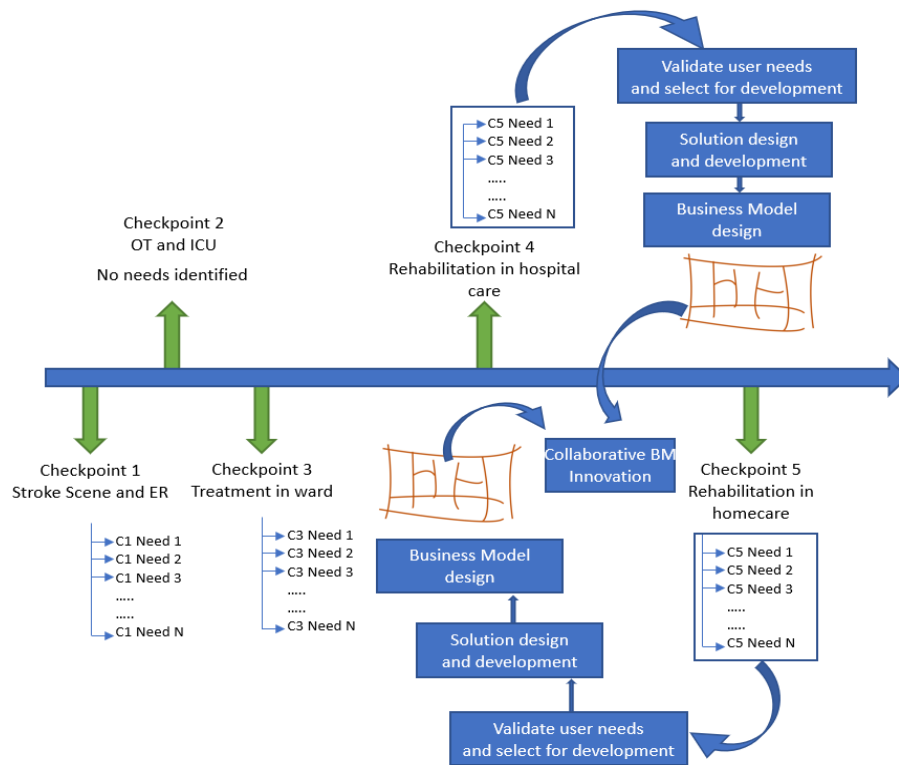 Validate user needs
and select for development
Solution design
and development
Business Model
design
C5 Need 1
C5 Need 2
C5 Need 3
.....
.....
C5 Need N
Checkpoint 2
OT and ICU
No needs identified
Checkpoint 4
Rehabilitation in hospital
care
Checkpoint 1
Stroke Scene and ER
C1 Need 1
C1 Need 2
C1 Need 3
.....
.....
C1 Need N
Checkpoint 3
Treatment in ward
C3 Need 1
C3 Need 2
C3 Need 3
.....
.....
C3 Need N
Collaborative BM
Innovation
Checkpoint 5
Rehabilitation in
homecare
C5 Need 1
C5 Need 2
C5 Need 3
.....
.....
C5 Need N
Business Model
design
Solution design
and development
Validate user needs
and select for development